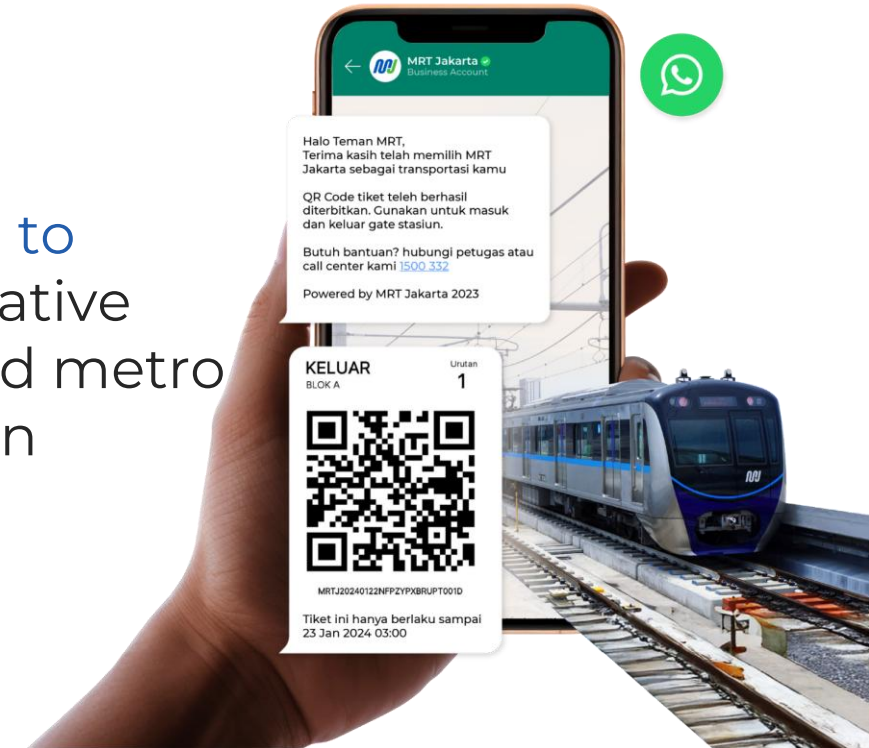 to
ative
d metro
n
MRT Jakarta
Business Account
Halo Teman MRT,
Terima kasih telah memilih MRT
Jakarta sebagai transportasi kamu
QR Code tiket teleh berhasil
diterbitkan. Gunakan untuk masuk
dan keluar gate stasiun.
Butuh bantuan? hubungi petugas atau
call center kami 1500 332
Powered by MRT Jakarta 2023
KELUAR
BLOK A
Urutan
1
MRTJ20240122NFPZYPXBRUPT001D
Tiket ini hanya berlaku sampai
23 Jan 2024 03:00